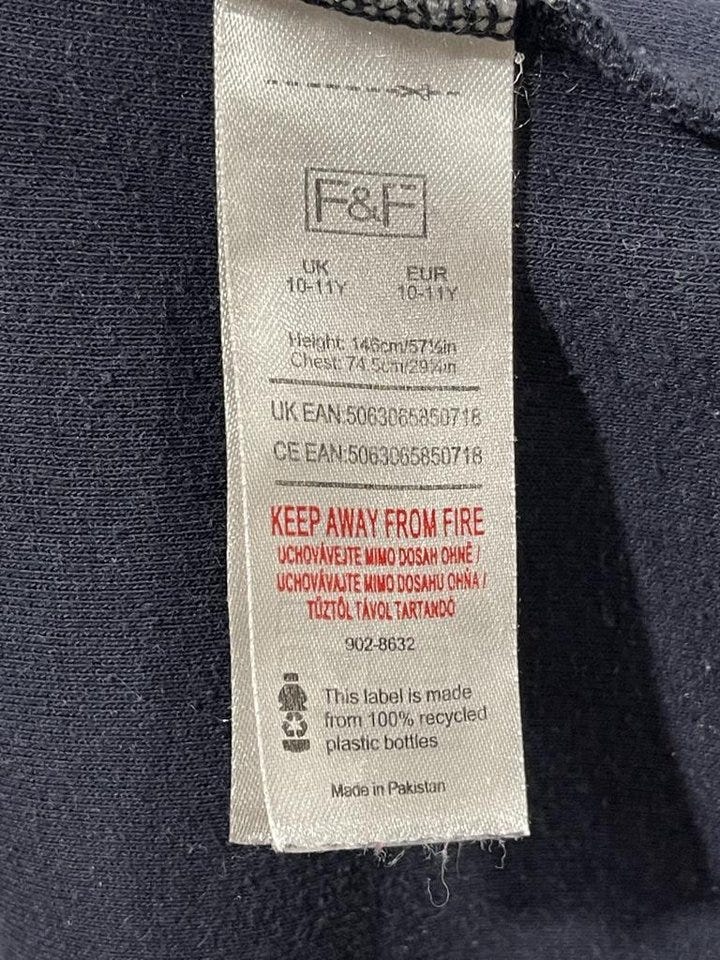 F&F
UK EUR
10-11Y 10-11Y
Height: 146cm/57½in
Chest: 74.5cm/29¼in
UK EAN:5063065850718
CE EAN:5063065850718
KEEP AWAY FROM FIRE
UCHOVÁVEJTE MIMO DOSAH OHNĚ /
UCHOVÁVAJTE MIMO DOSAHU OHŇA /
TŰZTŐL TÁVOL TARTANDÓ
902-8632
This label is made
from 100% recycled
plastic bottles
Made in Pakistan